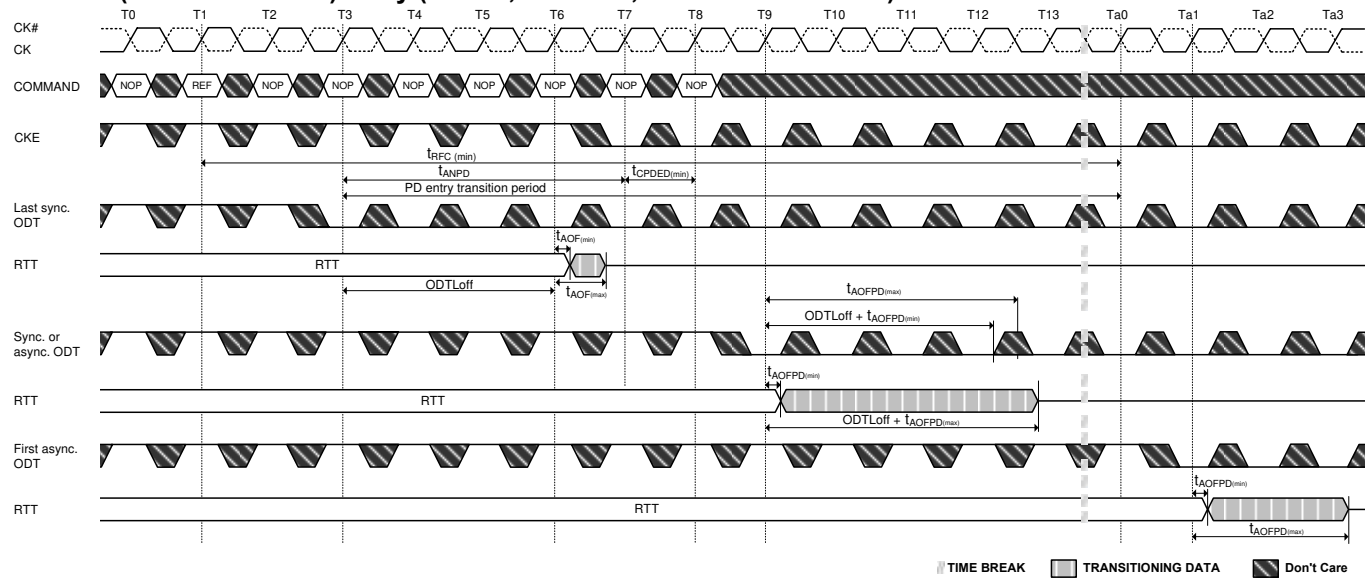 T0 T1 T2 T3 T4 T5 T6 T7 T8 T9 T10 T11 T12 T13 Ta0 Ta1 Ta2 Ta3
CK#
CK
COMMAND NOP REF NOP NOP NOP NOP NOP NOP NOP
CKE
tRFC (min)
tANPD tCPDED(min)
PD entry transition period
Last sync.
ODT
tAOF(min)
RTT RTT
ODTLoff tAOF(max)
tAOFPD(max)
ODTLoff + tAOFPD(min)
Sync. or
async. ODT
tAOFPD(min)
RTT RTT
ODTLoff + tAOFPD(max)
First async.
ODT
tAOFPD(min)
RTT RTT
tAOFPD(max)
TIME BREAK TRANSITIONING DATA Don't Care